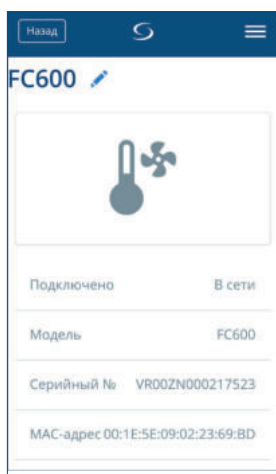 Назад
FC600
Подключено В сети
Модель FC600
Серийный № VR00ZN000217523
MAC-адрес 00:1E:5E:09:02:23:69:BD